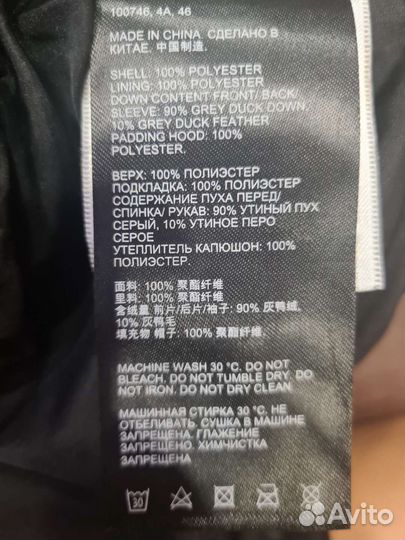 100746, 4A, 46
MADE IN CHINA. СДЕЛАНО В
КИТАЕ. 中国制造。
SHELL: 100% POLYESTER
LINING: 100% POLYESTER
DOWN CONTENT FRONT/ BACK/
SLEEVE: 90% GREY DUCK DOWN,
10% GREY DUCK FEATHER
PADDING HOOD: 100%
POLYESTER.
ВЕРХ: 100% ПОЛИЭСТЕР
ПОДКЛАДКА: 100% ПОЛИЭСТЕР
СОДЕРЖАНИЕ ПУХА ПЕРЕД/
СПИНКА/ РУКАВ: 90% УТИНЫЙ ПУХ
СЕРЫЙ, 10% УТИНОЕ ПЕРО
СЕРОЕ
УТЕПЛИТЕЛЬ КАПЮШОН: 100%
ПОЛИЭСТЕР.
面料: 100% 聚酯纤维
里料: 100% 聚酯纤维
含绒量 前片/后片/袖子: 90% 灰鸭绒,
10% 灰鸭毛
填充物 帽子: 100% 聚酯纤维
MACHINE WASH 30 °C. DO NOT
BLEACH. DO NOT TUMBLE DRY. DO
NOT IRON. DO NOT DRY CLEAN.
МАШИННАЯ СТИРКА 30 °C. НЕ
ОТБЕЛИВАТЬ. СУШКА В МАШИНЕ
ЗАПРЕЩЕНА. ГЛАЖЕНИЕ
ЗАПРЕЩЕНО. ХИМЧИСТКА
ЗАПРЕЩЕНА
30
Avito